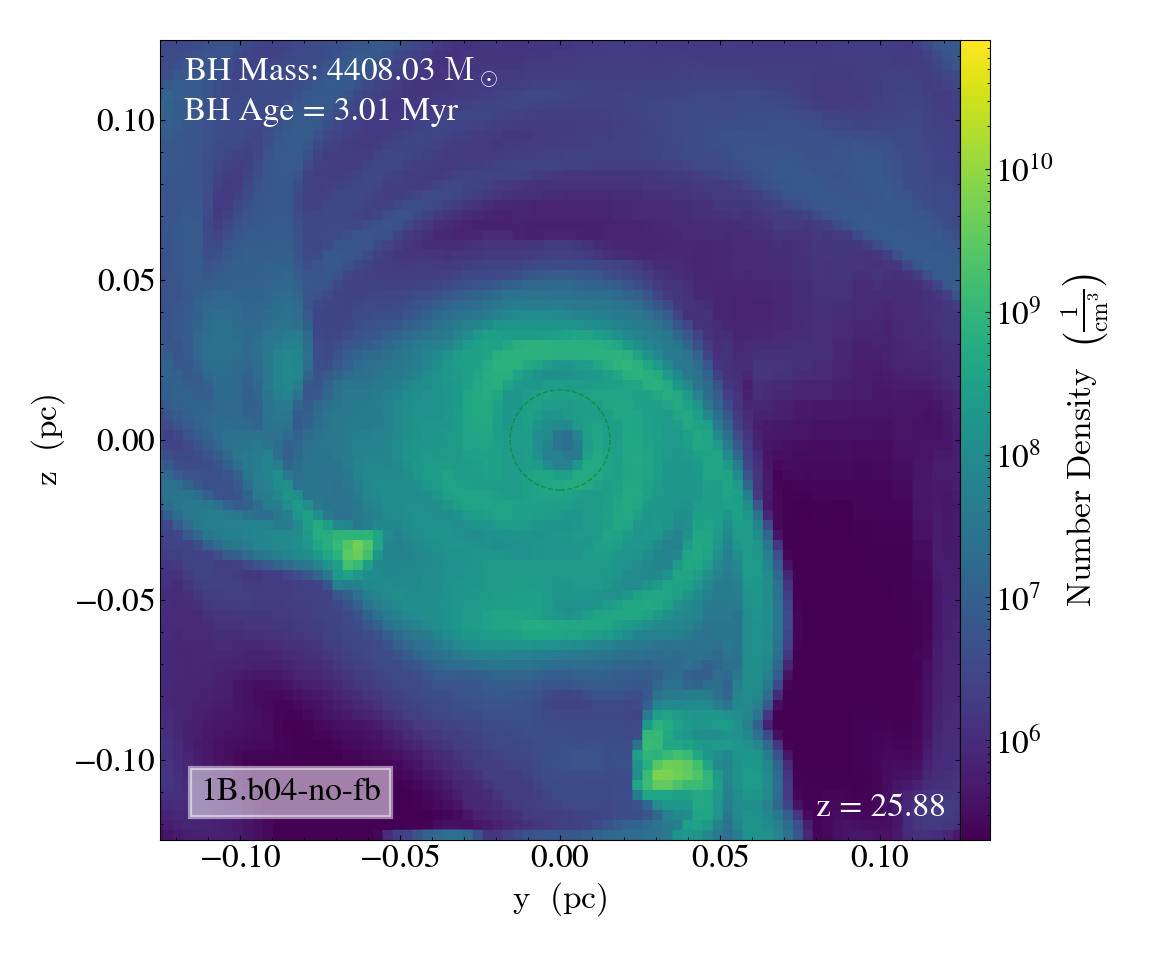 BH Mass: 4408.03 M⊙
BH Age = 3.01 Myr
0.10
0.05
0.00
−0.05
−0.10
z (pc)
1B.b04-no-fb
z = 25.88
−0.10 −0.05 0.00 0.05 0.10
y (pc)
10¹⁰
10⁹
10⁸
10⁷
10⁶
Number Density (1/cm³)